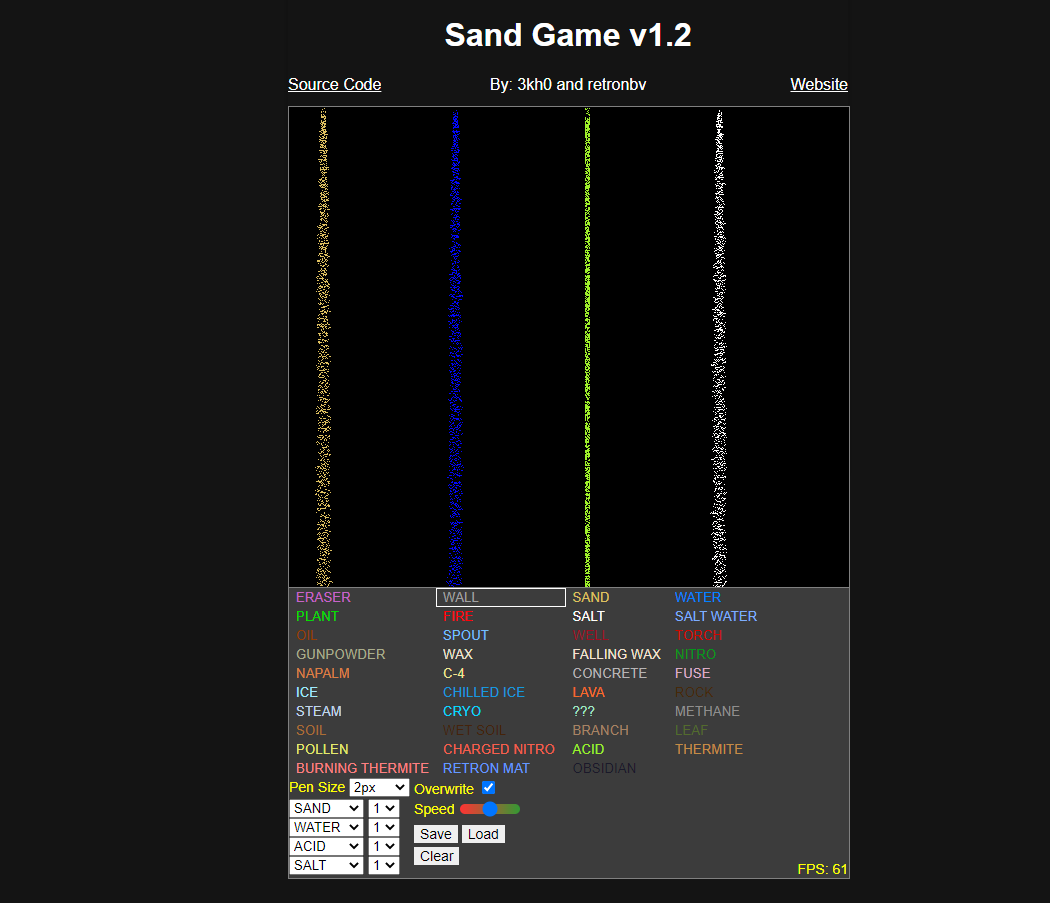 Sand Game v1.2
Source Code By: 3kh0 and retronbv Website
ERASER WALL SAND WATER
PLANT FIRE SALT SALT WATER
OIL SPOUT WELL TORCH
GUNPOWDER WAX FALLING WAX NITRO
NAPALM C-4 CONCRETE FUSE
ICE CHILLED ICE LAVA ROCK
STEAM CRYO ??? METHANE
SOIL WET SOIL BRANCH LEAF
POLLEN CHARGED NITRO ACID THERMITE
BURNING THERMITE RETRON MAT OBSIDIAN
Pen Size 2px Overwrite
SAND 1 Speed
WATER 1 Save Load
ACID 1 Clear
SALT 1 FPS: 61